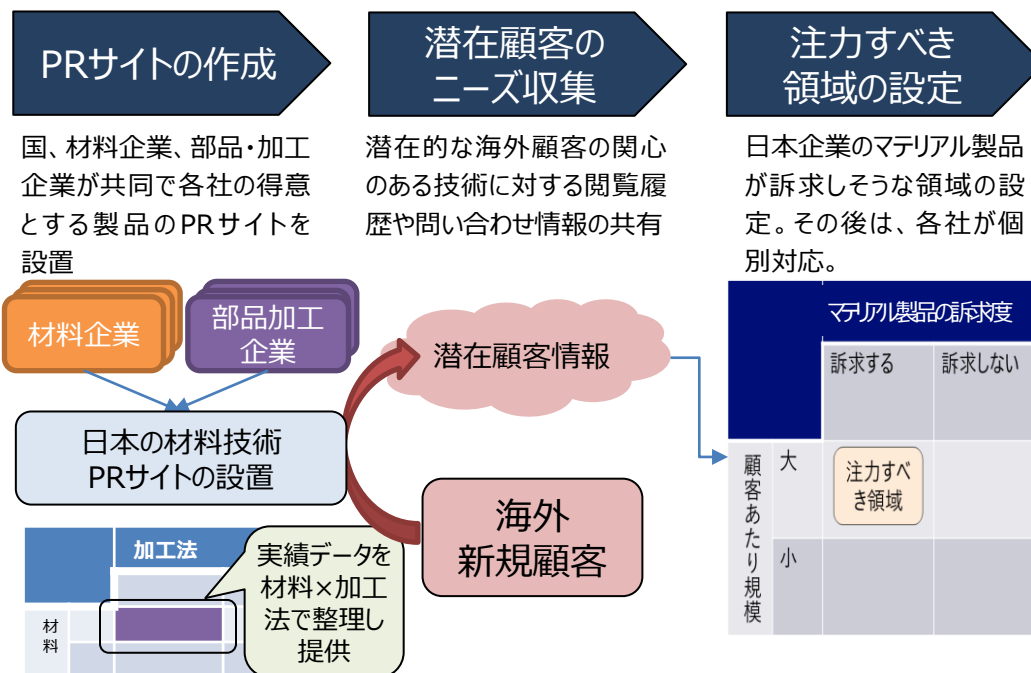 PRサイトの作成
国、材料企業、部品・加工
企業が共同で各社の得意
とする製品のPRサイトを
設置
材料企業
部品加工
企業
日本の材料技術
PRサイトの設置
加工法
材
料
実績データを
材料×加工
法で整理し
提供
潜在顧客の
ニーズ収集
潜在的な海外顧客の関心
のある技術に対する閲覧履
歴や問い合わせ情報の共有
潜在顧客情報
海外
新規顧客
注力すべき
領域の設定
日本企業のマテリアル製品
が訴求しそうな領域の設
定。その後は、各社が個
別対応。
マテリアル製品の訴求度
訴求する
訴求しない
顧客あたり規模
大
注力すべ
き領域
小